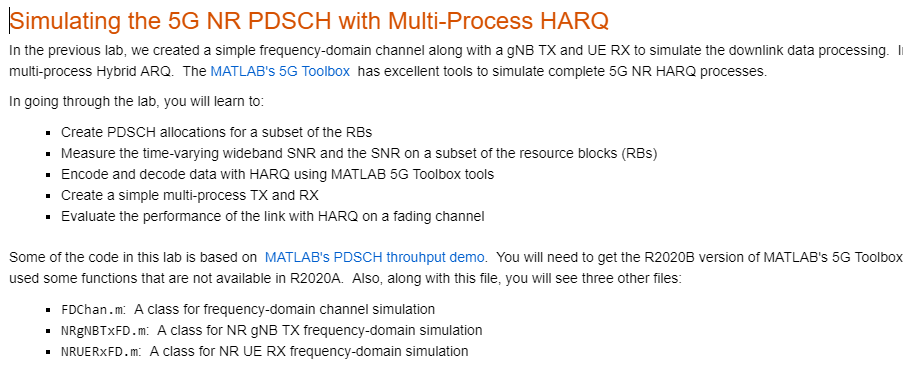 Simulating the 5G NR PDSCH with Multi-Process HARQ
In the previous lab, we created a simple frequency-domain channel along with a gNB TX and UE RX to simulate the downlink data processing.
multi-process Hybrid ARQ. The MATLAB's 5G Toolbox has excellent tools to simulate complete 5G NR HARQ processes.
In going through the lab, you will learn to:
▪ Create PDSCH allocations for a subset of the RBs
▪ Measure the time-varying wideband SNR and the SNR on a subset of the resource blocks (RBs)
▪ Encode and decode data with HARQ using MATLAB 5G Toolbox tools
▪ Create a simple multi-process TX and RX
▪ Evaluate the performance of the link with HARQ on a fading channel
Some of the code in this lab is based on MATLAB's PDSCH throuhput demo. You will need to get the R2020B version of MATLAB's 5G Toolbox
used some functions that are not available in R2020A. Also, along with this file, you will see three other files:
▪ FDChan.m: A class for frequency-domain channel simulation
▪ NRgNBTxFD.m: A class for NR gNB TX frequency-domain simulation
▪ NRUERxFD.m: A class for NR UE RX frequency-domain simulation